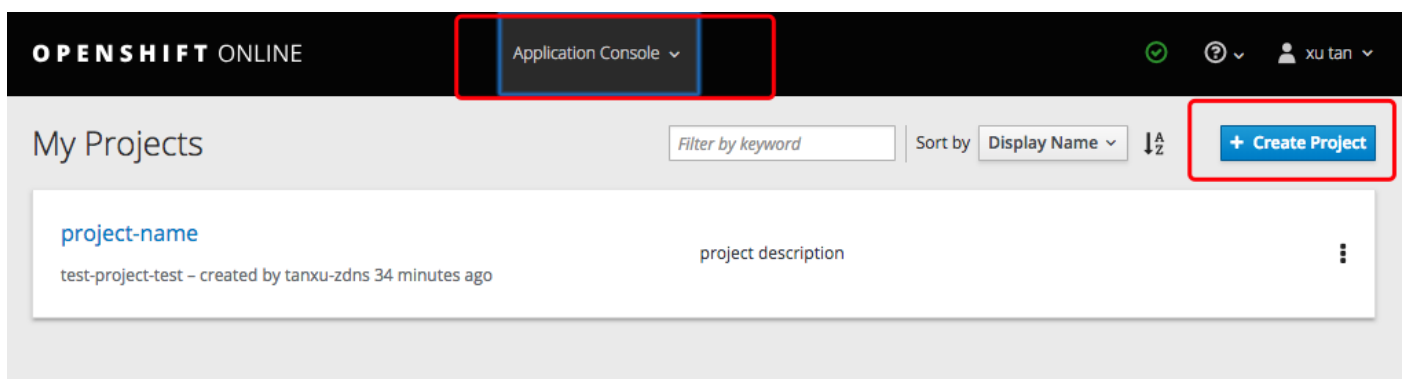 OPENSHIFT ONLINE
Application Console
xu tan
My Projects
Filter by keyword
Sort by
Display Name
A
Z
+ Create Project
project-name
test-project-test – created by tanxu-zdns 34 minutes ago
project description